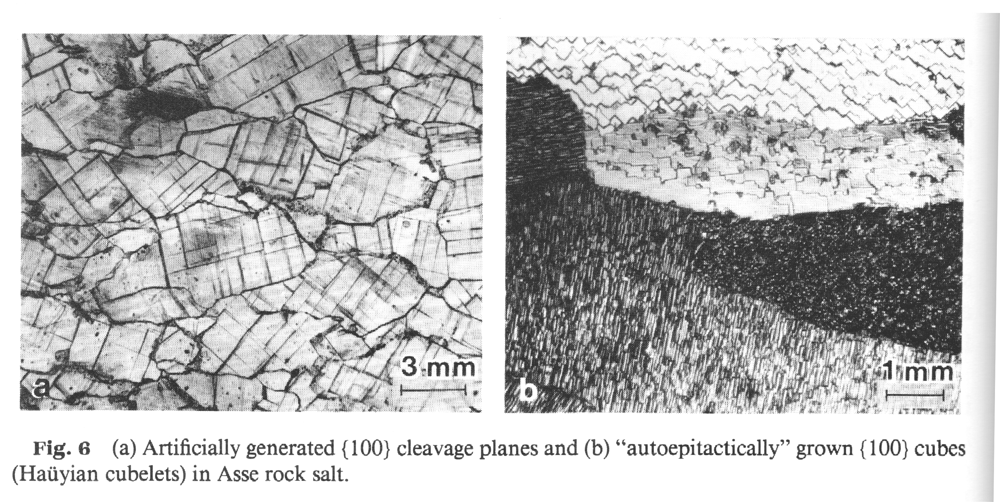 3 mm
a
1 mm
b
Fig. 6 (a) Artificially generated {100} cleavage planes and (b) “autoepitactically” grown {100} cubes
(Haüyian cubelets) in Asse rock salt.